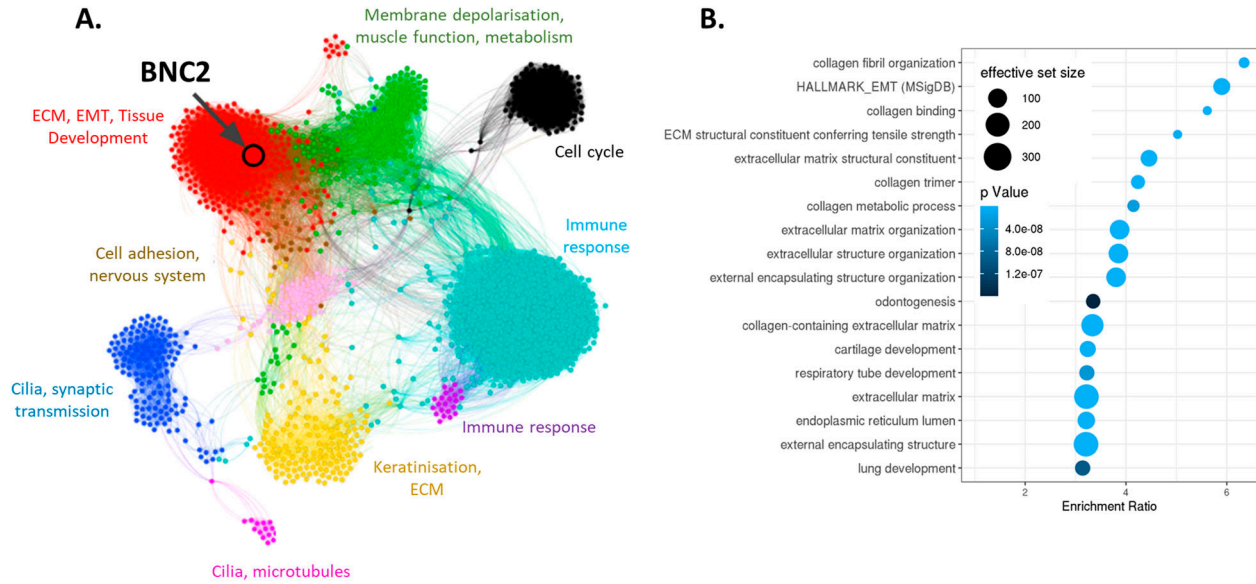 A.
Membrane depolarisation,
muscle function, metabolism
BNC2
ECM, EMT, Tissue
Development
Cell cycle
Immune
response
Cell adhesion,
nervous system
Cilia, synaptic
transmission
Immune response
Keratinisation,
ECM
Cilia, microtubules
B.
collagen fibril organization
HALLMARK_EMT (MSigDB)
collagen binding
ECM structural constituent conferring tensile strength
extracellular matrix structural constituent
collagen trimer
collagen metabolic process
extracellular matrix organization
extracellular structure organization
external encapsulating structure organization
odontogenesis
collagen-containing extracellular matrix
cartilage development
respiratory tube development
extracellular matrix
endoplasmic reticulum lumen
external encapsulating structure
lung development
effective set size
100
200
300
p Value
4.0e-08
8.0e-08
1.2e-07
2 4 6
Enrichment Ratio